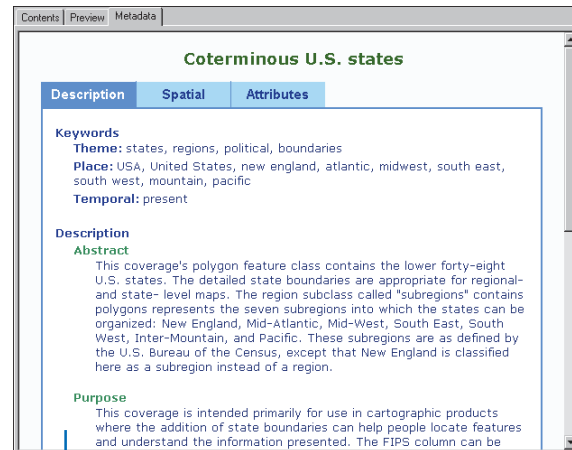 Contents Preview Metadata
Coterminous U.S. states
Description Spatial Attributes
Keywords
Theme: states, regions, political, boundaries
Place: USA, United States, new england, atlantic, midwest, south east,
south west, mountain, pacific
Temporal: present
Description
Abstract
This coverage's polygon feature class contains the lower forty-eight
U.S. states. The detailed state boundaries are appropriate for regional-
and state- level maps. The region subclass called "subregions" contains
polygons represents the seven subregions into which the states can be
organized: New England, Mid-Atlantic, Mid-West, South East, South
West, Inter-Mountain, and Pacific. These subregions are as defined by
the U.S. Bureau of the Census, except that New England is classified
here as a subregion instead of a region.
Purpose
This coverage is intended primarily for use in cartographic products
where the addition of state boundaries can help people locate features
and understand the information presented. The FIPS column can be